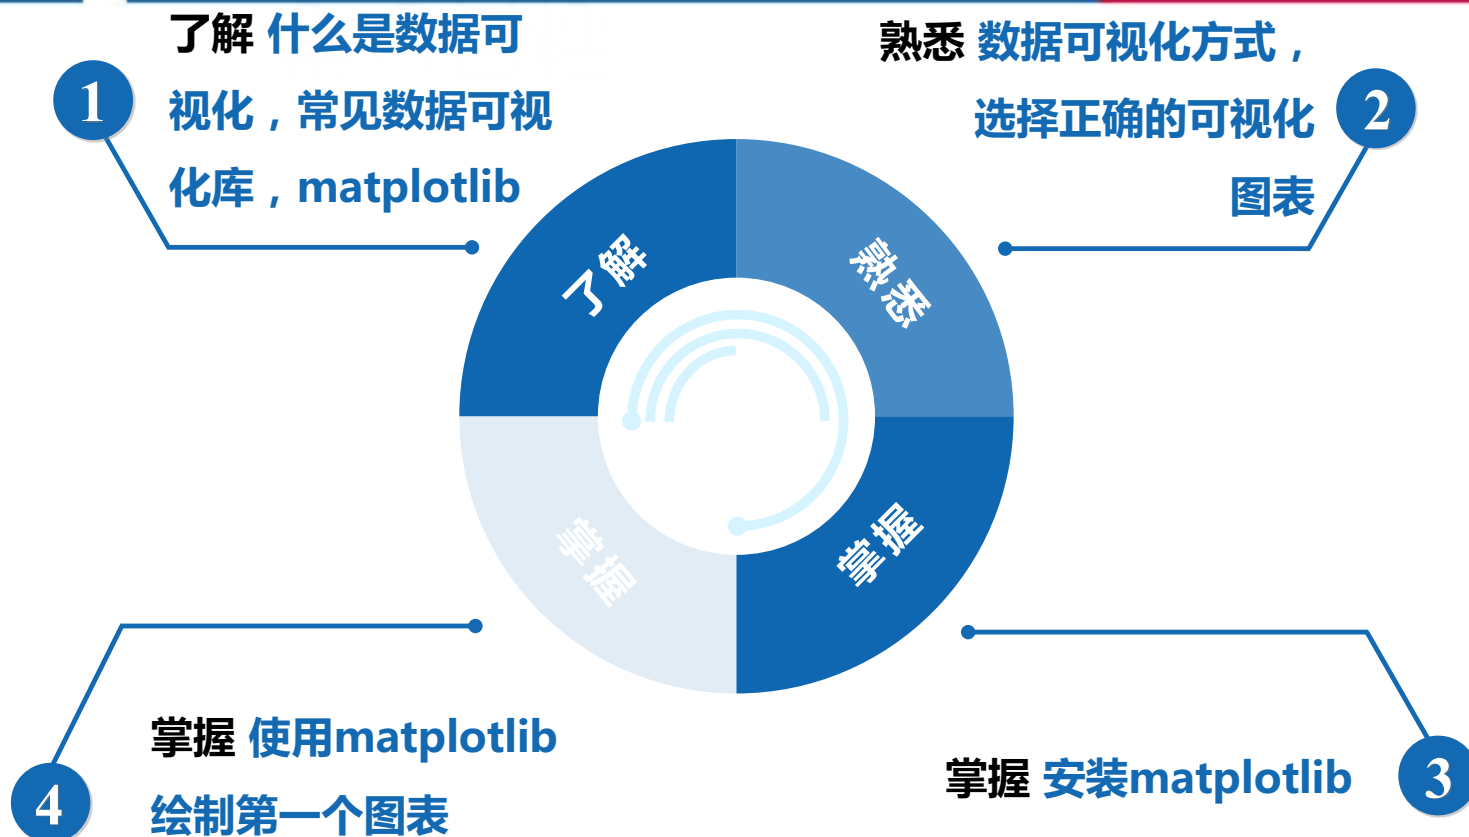 1
了解 什么是数据可
视化，常见数据可视
化库，matplotlib
熟悉 数据可视化方式，
选择正确的可视化
图表
2
了解
熟悉
掌握
掌握
掌握 使用matplotlib
绘制第一个图表
4
掌握 安装matplotlib
3